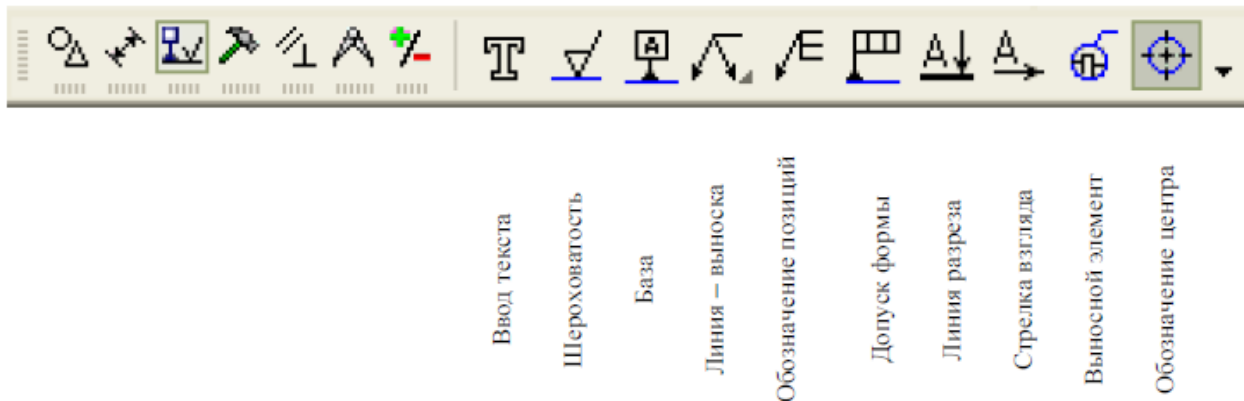 T
A
E
A
A
Ввод текста
Шероховатость
База
Линия – выноска
Обозначение позиций
Допуск формы
Линия разреза
Стрелка взгляда
Выносной элемент
Обозначение центра